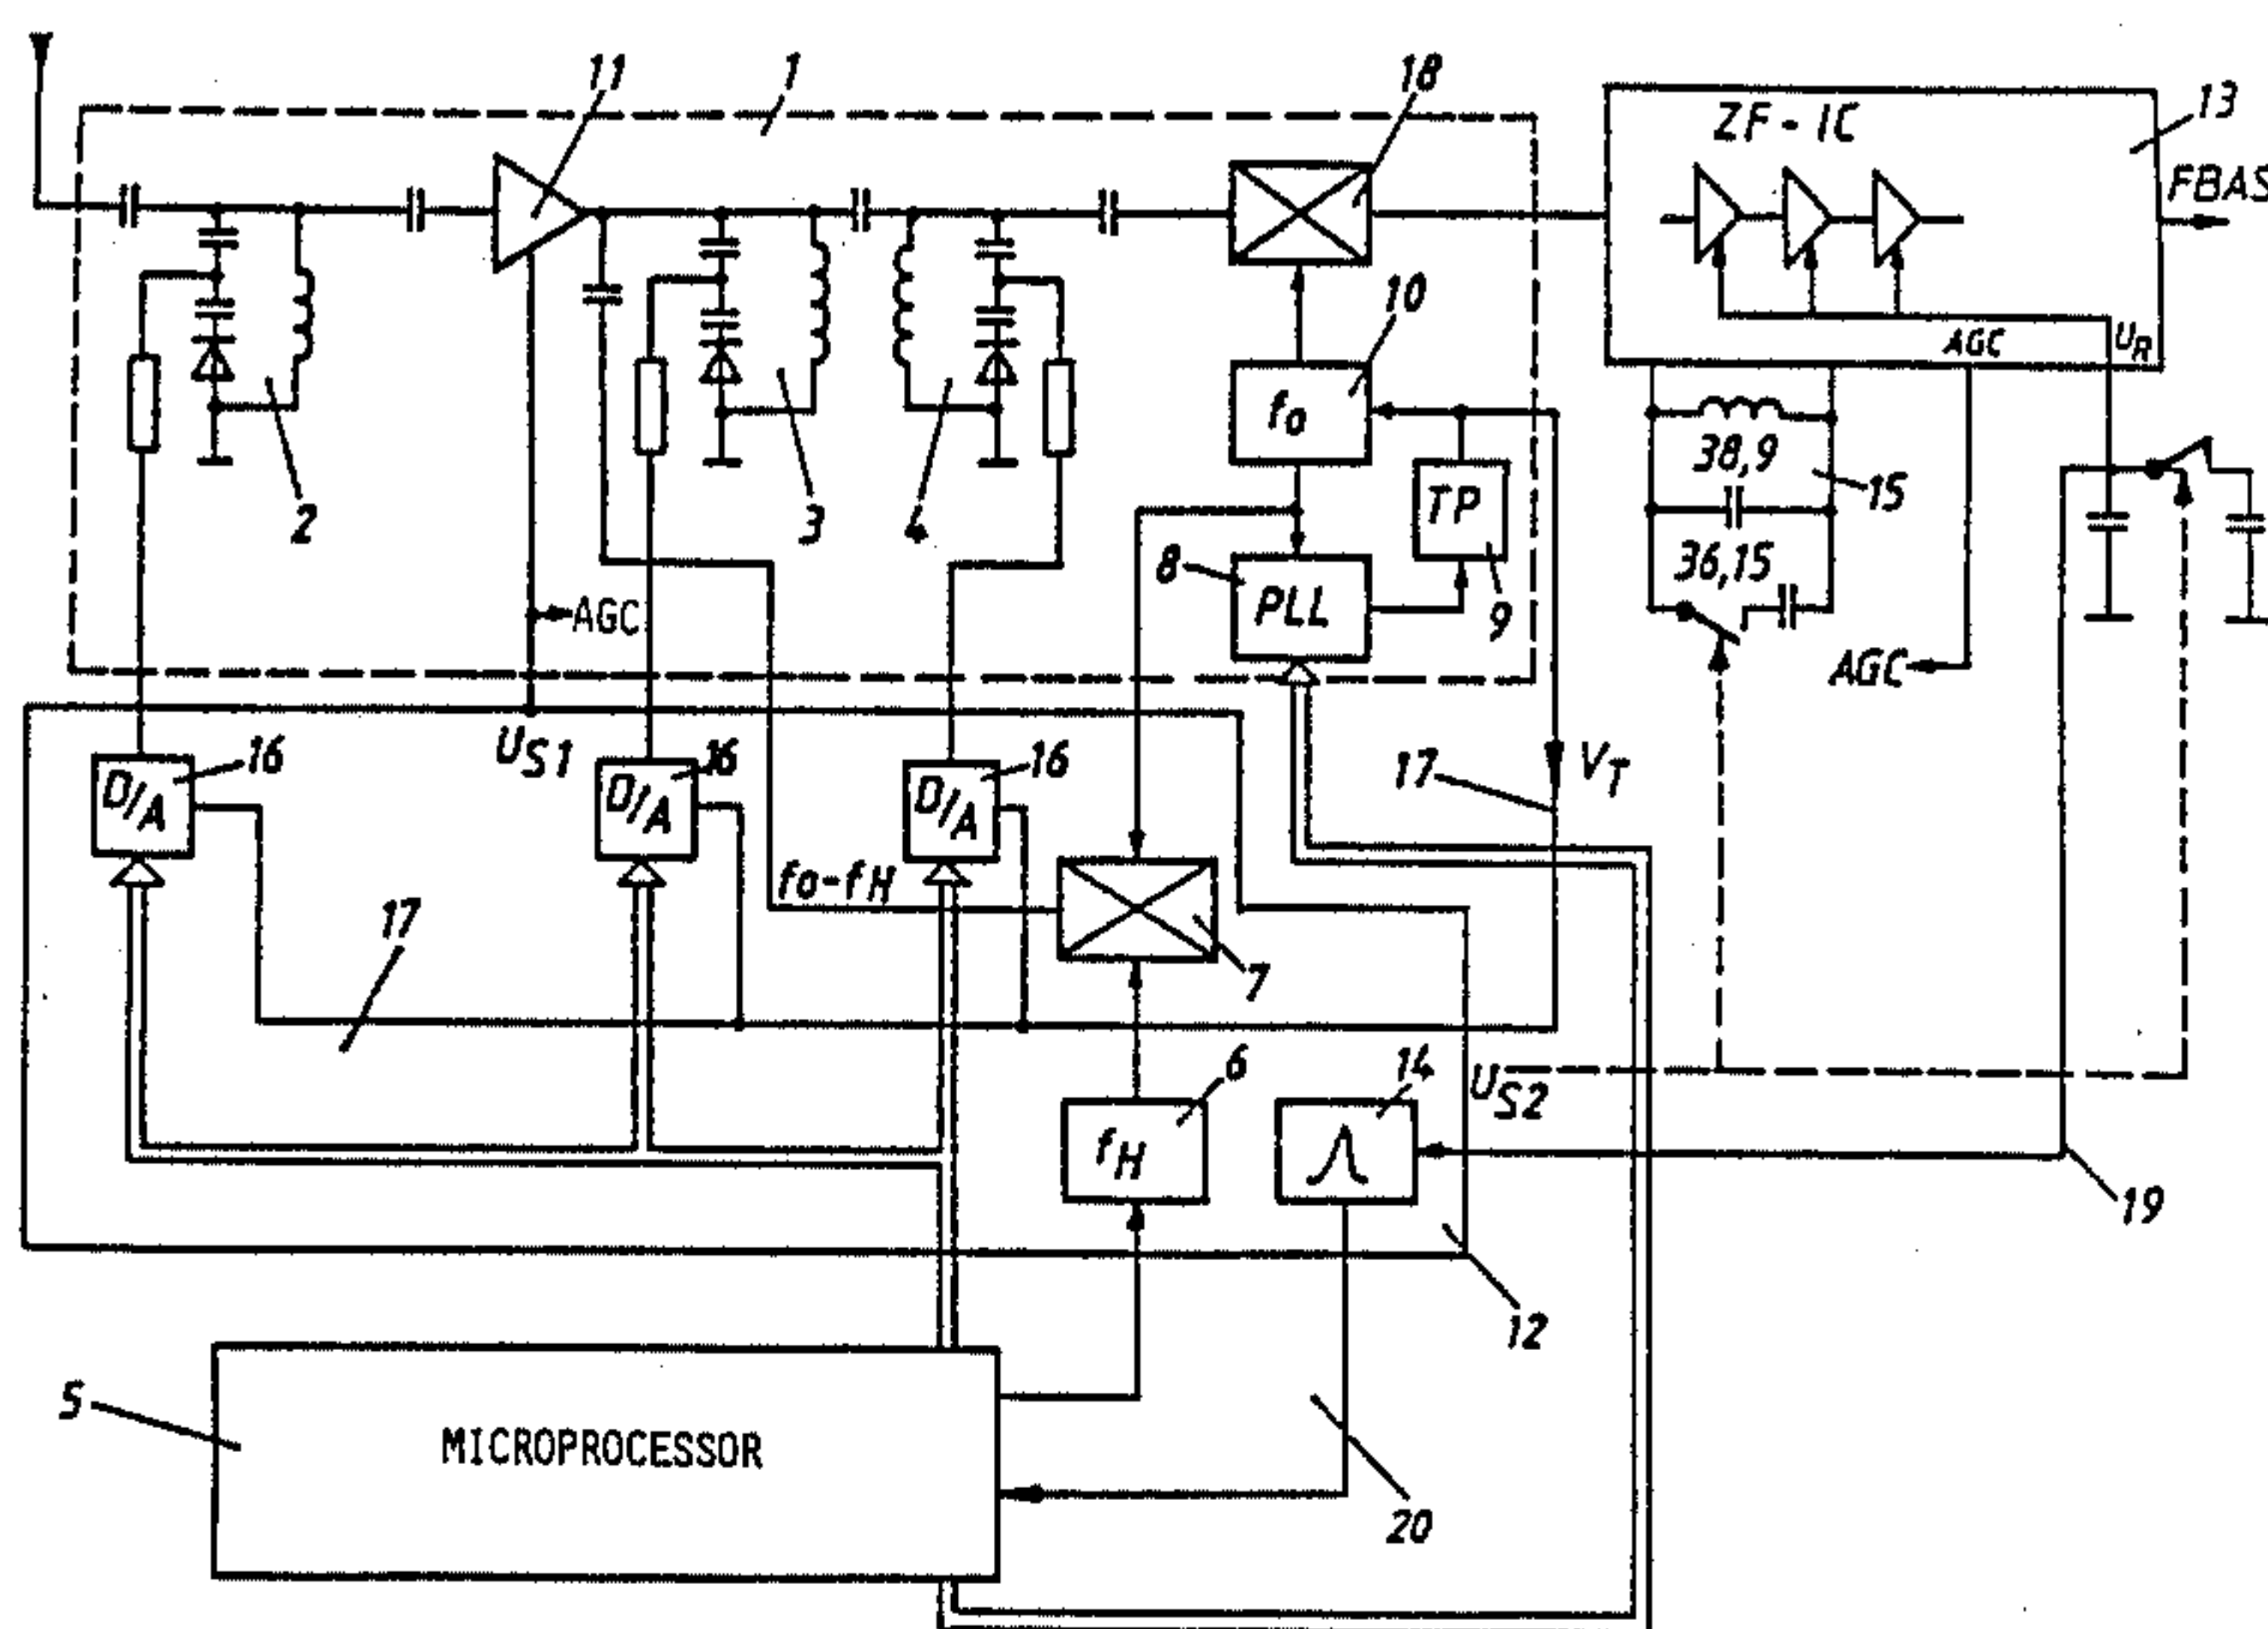 11
1
18
ZF - IC
13
FBAS
10
AGC
UR
fo
38,9
15
2
3
4
TP
36,15
8
PLL
9
AGC
AGC
US1
16
16
16
17
VT
D/A
D/A
D/A
fo-fH
17
7
6
14
US2
fH
19
12
5
MICROPROCESSOR
20